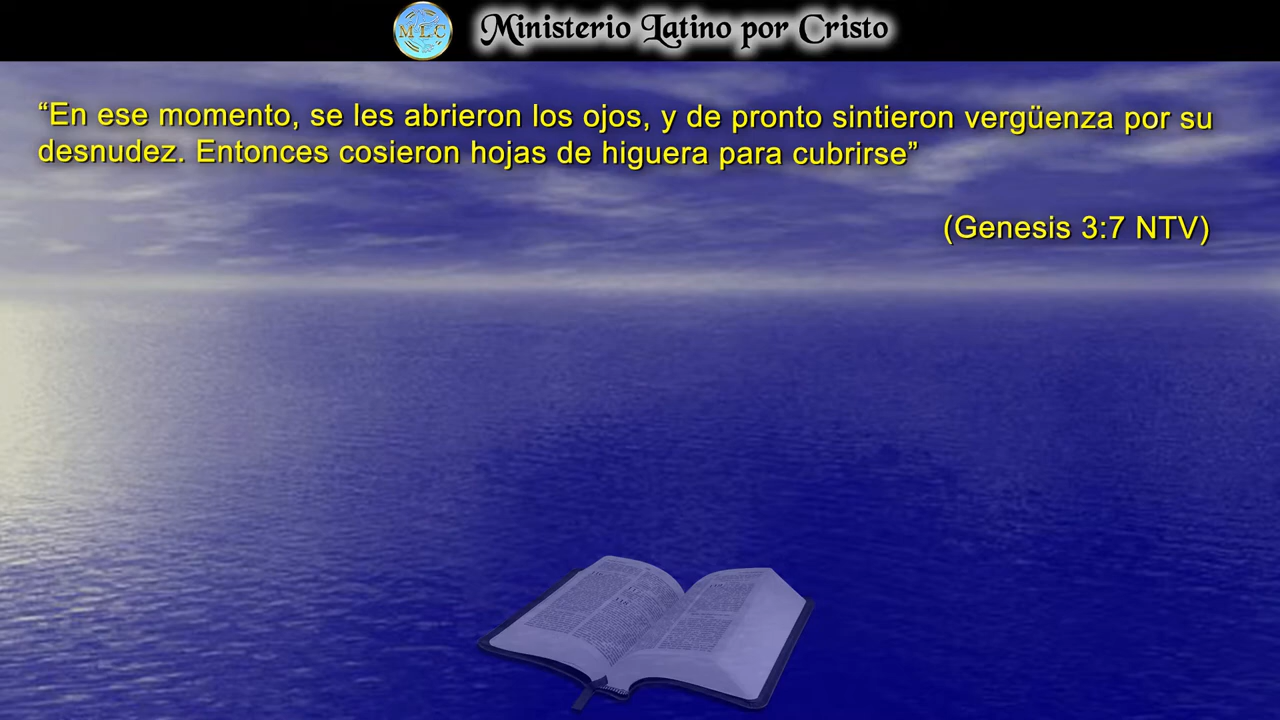 MLC Ministerio Latino por Cristo
“En ese momento, se les abrieron los ojos, y de pronto sintieron vergüenza por su
desnudez. Entonces cosieron hojas de higuera para cubrirse”
(Genesis 3:7 NTV)